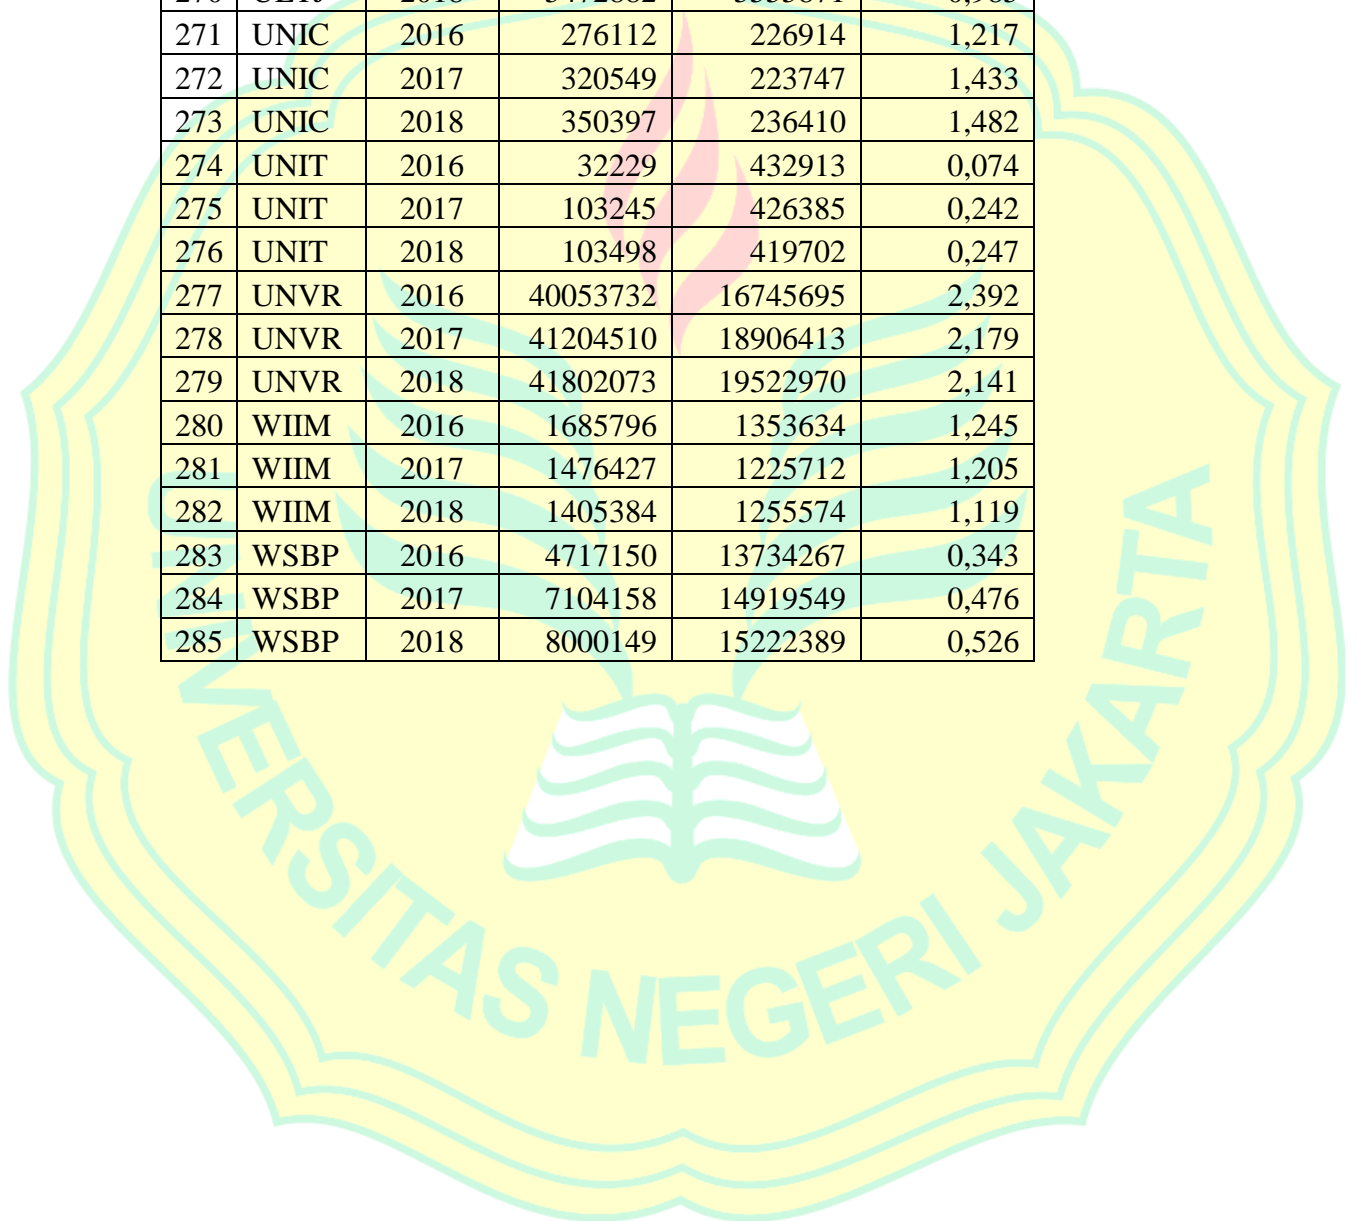 271 UNIC 2016 276112 226914 1,217
272 UNIC 2017 320549 223747 1,433
273 UNIC 2018 350397 236410 1,482
274 UNIT 2016 32229 432913 0,074
275 UNIT 2017 103245 426385 0,242
276 UNIT 2018 103498 419702 0,247
277 UNVR 2016 40053732 16745695 2,392
278 UNVR 2017 41204510 18906413 2,179
279 UNVR 2018 41802073 19522970 2,141
280 WIIM 2016 1685796 1353634 1,245
281 WIIM 2017 1476427 1225712 1,205
282 WIIM 2018 1405384 1255574 1,119
283 WSBP 2016 4717150 13734267 0,343
284 WSBP 2017 7104158 14919549 0,476
285 WSBP 2018 8000149 15222389 0,526
UNIVERSITAS NEGERI JAKARTA